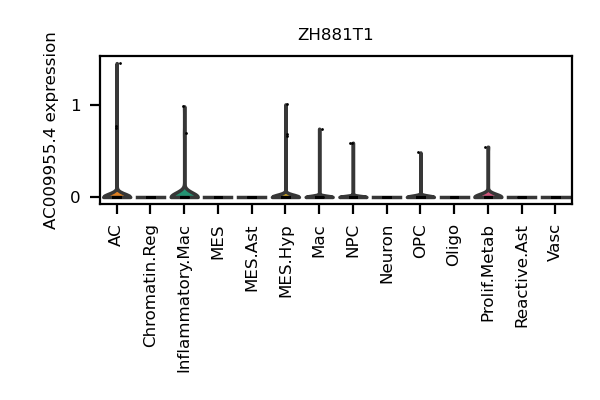 ZH881T1
AC009955.4 expression
1
0
AC
Chromatin.Reg
Inflammatory.Mac
MES
MES.Ast
MES.Hyp
Mac
NPC
Neuron
OPC
Oligo
Prolif.Metab
Reactive.Ast
Vasc